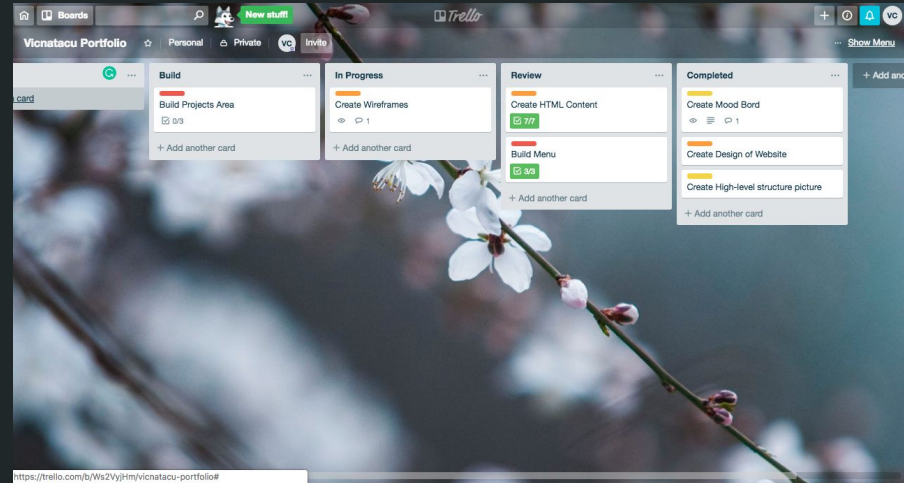 Boards
New stuff!
Trello
VC
Vicnatacu Portfolio
Personal
Private
VC
Invite
... Show Menu
card
Build
Build Projects Area
0/3
+ Add another card
In Progress
Create Wireframes
1
+ Add another card
Review
Create HTML Content
7/7
Build Menu
3/3
+ Add another card
Completed
Create Mood Bord
1
Create Design of Website
Create High-level structure picture
+ Add another card
+ Add
https://trello.com/b/Ws2VyjHm/vicnatacu-portfolio#